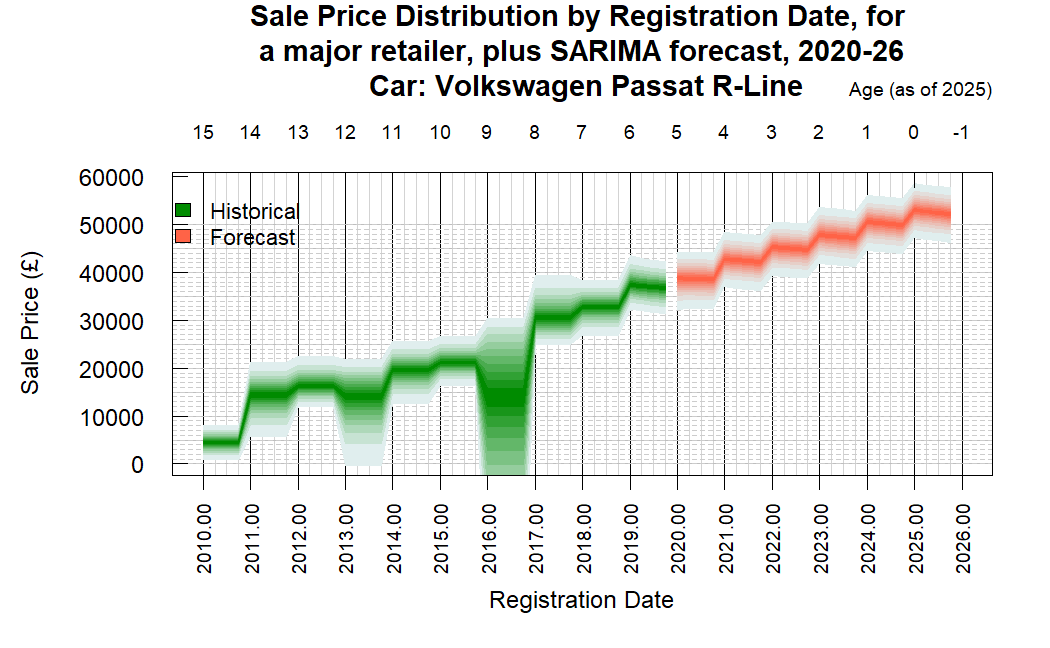 Sale Price Distribution by Registration Date, for
a major retailer, plus SARIMA forecast, 2020-26
Car: Volkswagen Passat R-Line
Age (as of 2025)
15 14 13 12 11 10 9 8 7 6 5 4 3 2 1 0 -1
60000
50000
40000
30000
20000
10000
0
Sale Price (£)
Historical
Forecast
2010.00 2011.00 2012.00 2013.00 2014.00 2015.00 2016.00 2017.00 2018.00 2019.00 2020.00 2021.00 2022.00 2023.00 2024.00 2025.00 2026.00
Registration Date